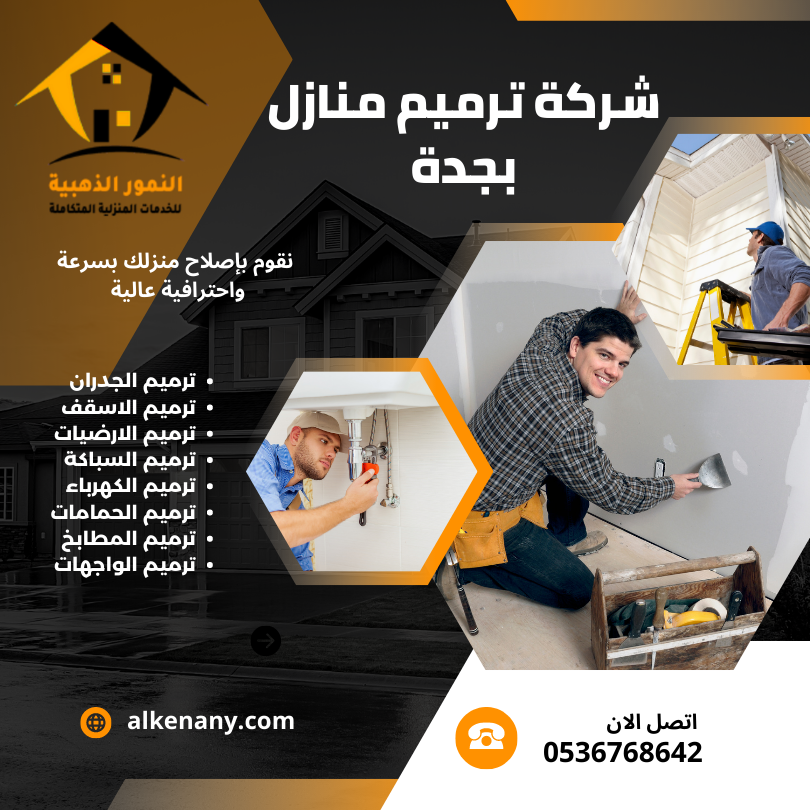 النمور الذهبية
للخدمات المنزلية المتكاملة
شركة ترميم منازل
بجدة
نقوم بإصلاح منزلك بسرعة
واحترافية عالية
• ترميم الجدران
• ترميم الاسقف
• ترميم الارضيات
• ترميم السباكة
• ترميم الكهرباء
• ترميم الحمامات
• ترميم المطابخ
• ترميم الواجهات
alkenany.com
اتصل الان
0536768642